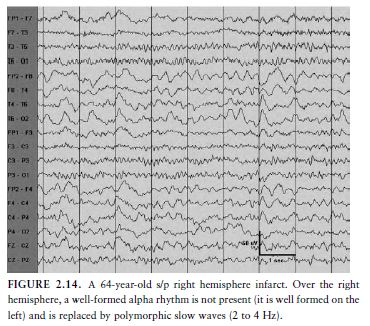 FP1 - F7
F7 - T3
T3 - T5
T5 - O1
FP2 - F8
F8 - T4
T4 - T6
T6 - O2
FP1 - F3
F3 - C3
C3 - P3
P3 - O1
FP2 - F4
F4 - C4
C4 - P4
P4 - O2
FZ - CZ
CZ - PZ
1 sec
FIGURE 2.14. A 64-year-old s/p right hemisphere infarct. Over the right
hemisphere, a well-formed alpha rhythm is not present (it is well formed on the
left) and is replaced by polymorphic slow waves (2 to 4 Hz).